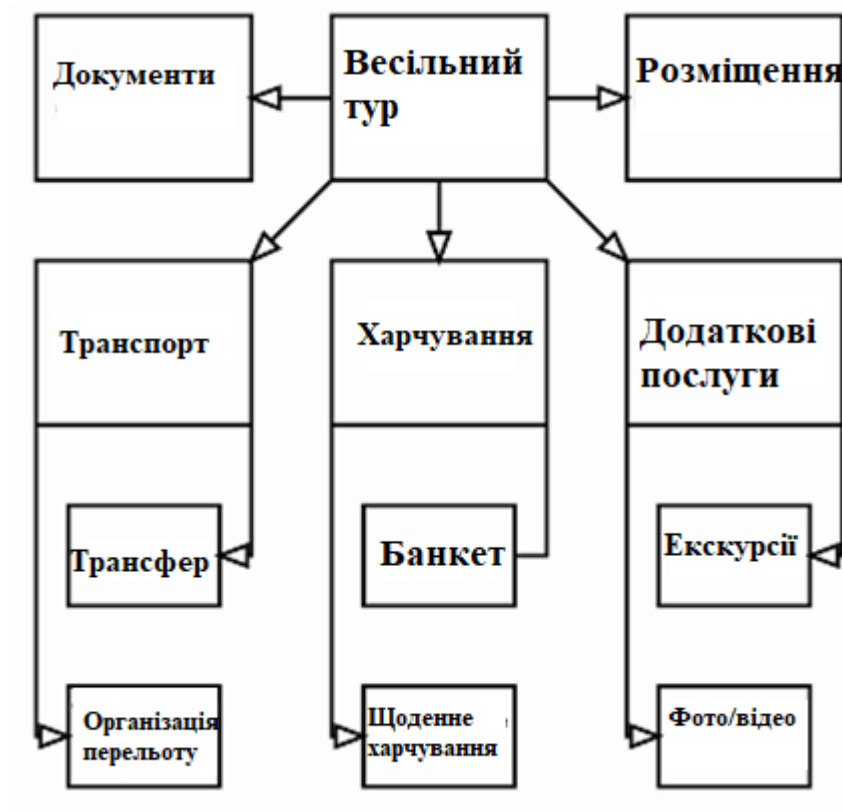 Документи
Весільний
тур
Розміщення
Транспорт
Харчування
Додаткові
послуги
Трансфер
Банкет
Екскурсії
Організація
перельоту
Щоденне
харчування
Фото/відео